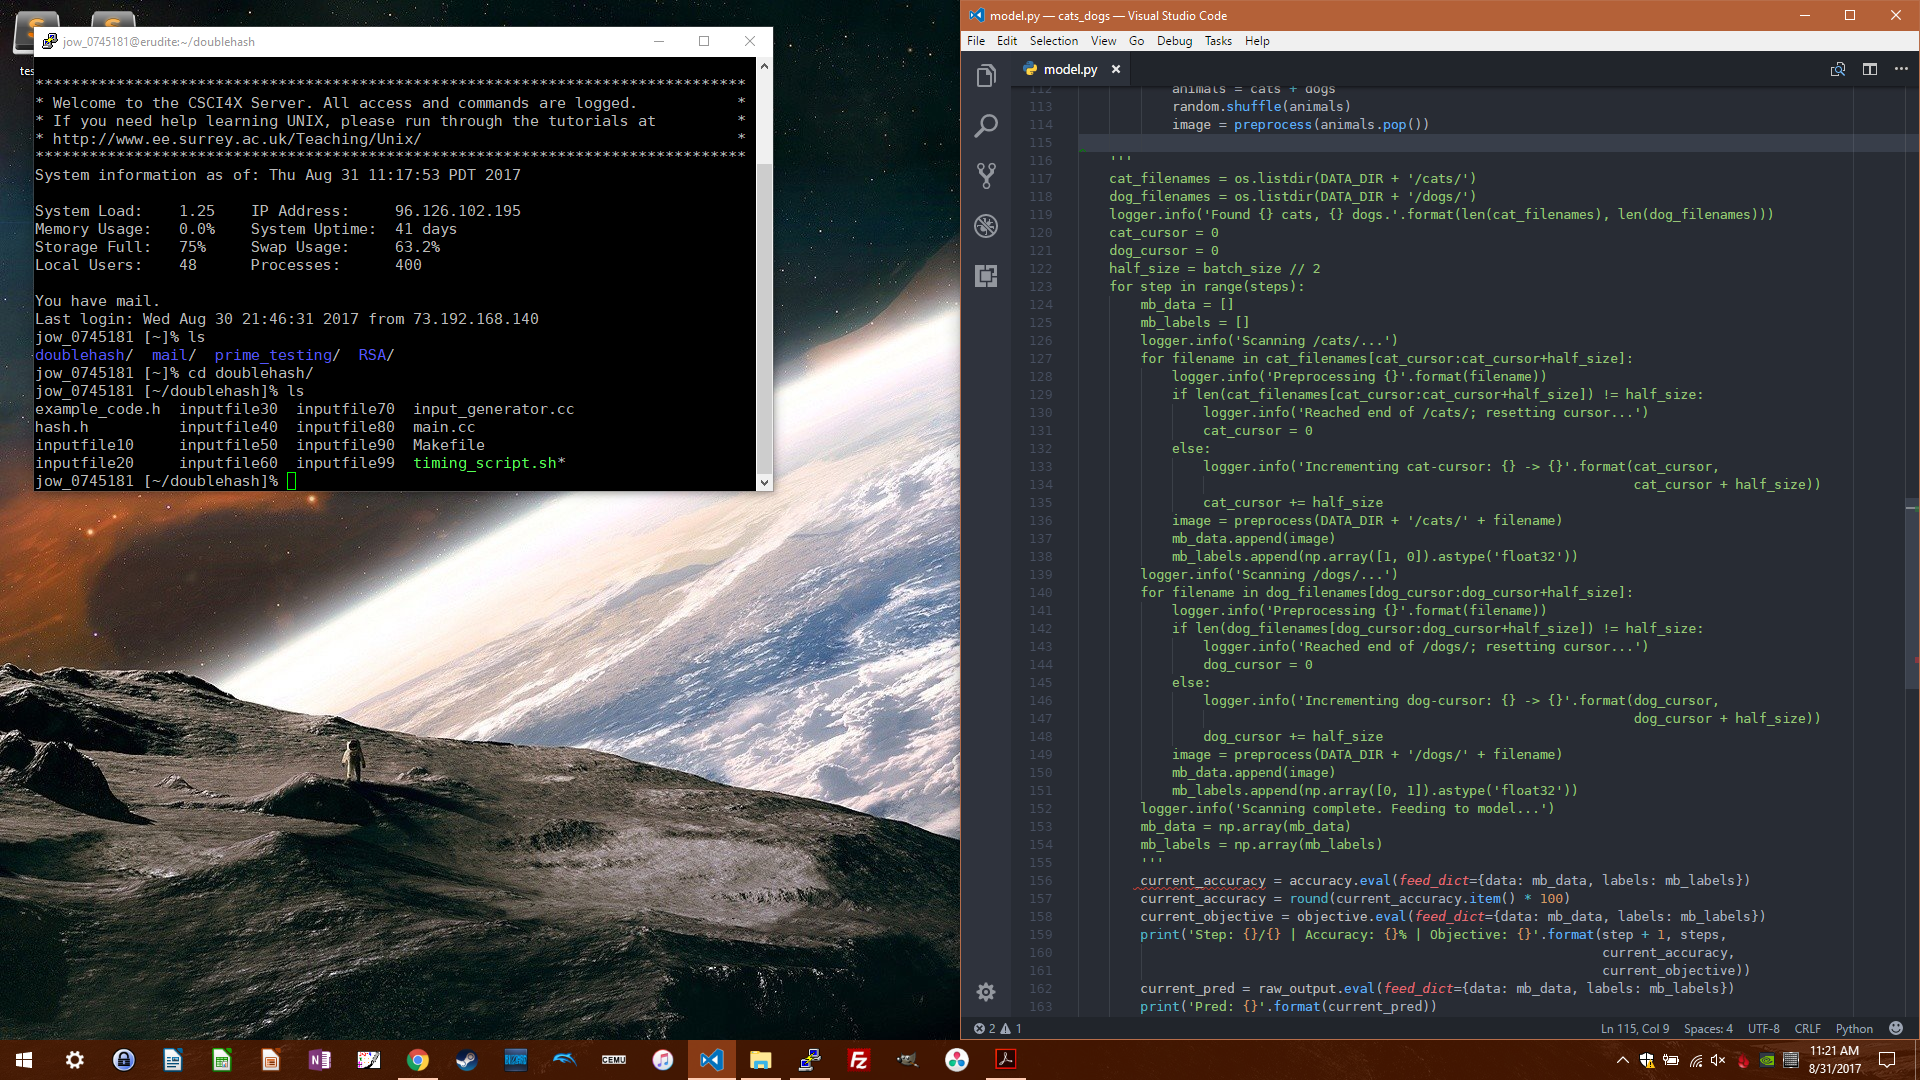 tes
jow_0745181@erudite:~/doublehash
*******************************************************************************
* Welcome to the CSCI4X Server. All access and commands are logged. *
* If you need help learning UNIX, please run through the tutorials at *
* http://www.ee.surrey.ac.uk/Teaching/Unix/ *
*******************************************************************************
System information as of: Thu Aug 31 11:17:53 PDT 2017
System Load: 1.25 IP Address: 96.126.102.195
Memory Usage: 0.0% System Uptime: 41 days
Storage Full: 75% Swap Usage: 63.2%
Local Users: 48 Processes: 400
You have mail.
Last login: Wed Aug 30 21:46:31 2017 from 73.192.168.140
jow_0745181 [~]% ls
doublehash/ mail/ prime_testing/ RSA/
jow_0745181 [~]% cd doublehash/
jow_0745181 [~/doublehash]% ls
example_code.h inputfile30 inputfile70 input_generator.cc
hash.h inputfile40 inputfile80 main.cc
inputfile10 inputfile50 inputfile90 Makefile
inputfile20 inputfile60 inputfile99 timing_script.sh*
jow_0745181 [~/doublehash]%
model.py — cats_dogs — Visual Studio Code
File Edit Selection View Go Debug Tasks Help
model.py
112 animals = cats + dogs
113 random.shuffle(animals)
114 image = preprocess(animals.pop())
115
116 '''
117 cat_filenames = os.listdir(DATA_DIR + '/cats/')
118 dog_filenames = os.listdir(DATA_DIR + '/dogs/')
119 logger.info('Found {} cats, {} dogs.'.format(len(cat_filenames), len(dog_filenames)))
120 cat_cursor = 0
121 dog_cursor = 0
122 half_size = batch_size // 2
123 for step in range(steps):
124 mb_data = []
125 mb_labels = []
126 logger.info('Scanning /cats/...')
127 for filename in cat_filenames[cat_cursor:cat_cursor+half_size]:
128 logger.info('Preprocessing {}'.format(filename))
129 if len(cat_filenames[cat_cursor:cat_cursor+half_size]) != half_size:
130 logger.info('Reached end of /cats/; resetting cursor...')
131 cat_cursor = 0
132 else:
133 logger.info('Incrementing cat-cursor: {} -> {}'.format(cat_cursor,
134 cat_cursor + half_size))
135 cat_cursor += half_size
136 image = preprocess(DATA_DIR + '/cats/' + filename)
137 mb_data.append(image)
138 mb_labels.append(np.array([1, 0]).astype('float32'))
139 logger.info('Scanning /dogs/...')
140 for filename in dog_filenames[dog_cursor:dog_cursor+half_size]:
141 logger.info('Preprocessing {}'.format(filename))
142 if len(dog_filenames[dog_cursor:dog_cursor+half_size]) != half_size:
143 logger.info('Reached end of /dogs/; resetting cursor...')
144 dog_cursor = 0
145 else:
146 logger.info('Incrementing dog-cursor: {} -> {}'.format(dog_cursor,
147 dog_cursor + half_size))
148 dog_cursor += half_size
149 image = preprocess(DATA_DIR + '/dogs/' + filename)
150 mb_data.append(image)
151 mb_labels.append(np.array([0, 1]).astype('float32'))
152 logger.info('Scanning complete. Feeding to model...')
153 mb_data = np.array(mb_data)
154 mb_labels = np.array(mb_labels)
155 '''
156 current_accuracy = accuracy.eval(feed_dict={data: mb_data, labels: mb_labels})
157 current_accuracy = round(current_accuracy.item() * 100)
158 current_objective = objective.eval(feed_dict={data: mb_data, labels: mb_labels})
159 print('Step: {}/{} | Accuracy: {}% | Objective: {}'.format(step + 1, steps,
160 current_accuracy,
161 current_objective))
162 current_pred = raw_output.eval(feed_dict={data: mb_data, labels: mb_labels})
163 print('Pred: {}'.format(current_pred))
2 1 Ln 115, Col 9 Spaces: 4 UTF-8 CRLF Python
CEMU
11:21 AM
8/31/2017